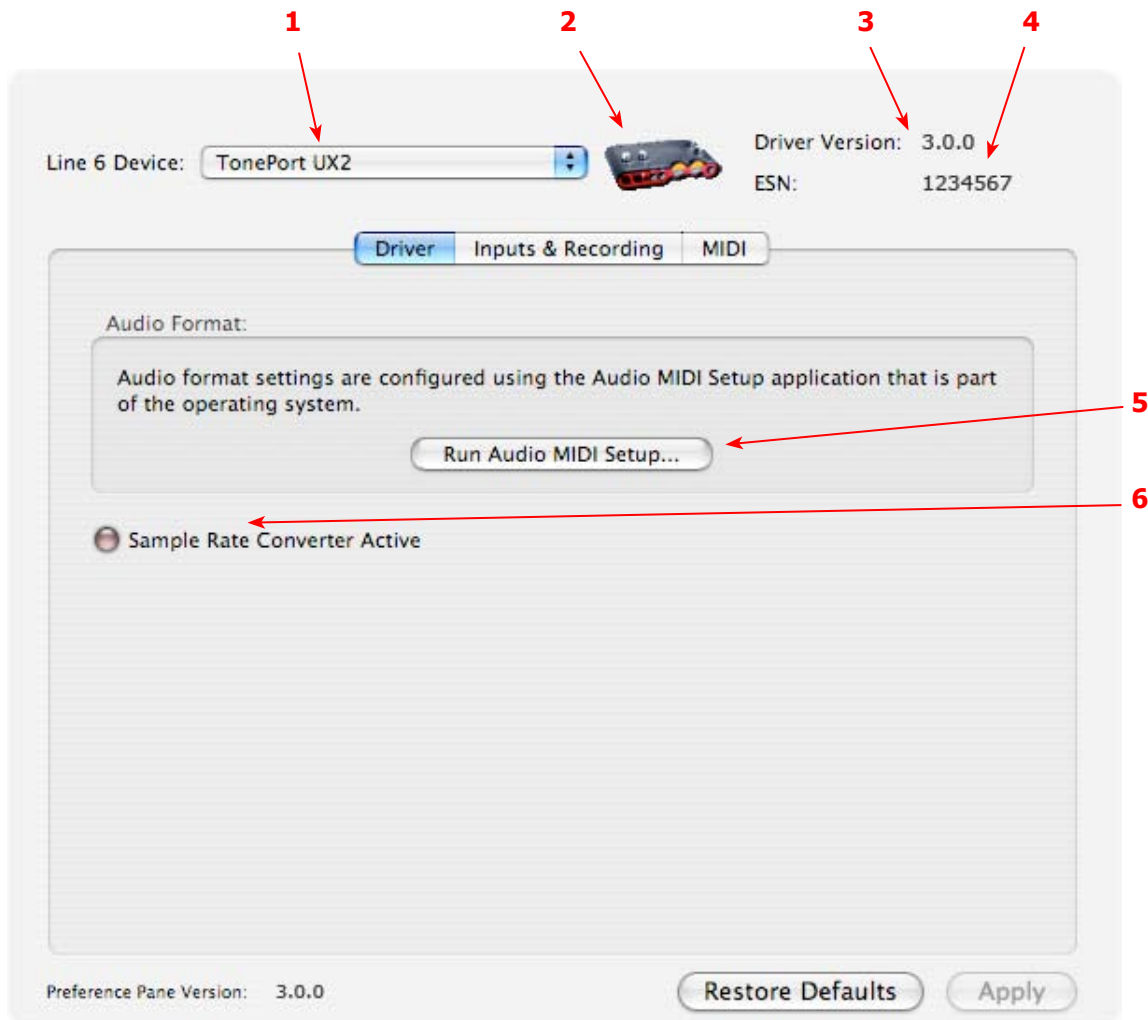 1 2 3 4
Line 6 Device: TonePort UX2
Driver Version: 3.0.0
ESN: 1234567
Driver Inputs & Recording MIDI
Audio Format:
Audio format settings are configured using the Audio MIDI Setup application that is part
of the operating system.
5
Run Audio MIDI Setup...
6
Sample Rate Converter Active
Preference Pane Version: 3.0.0 Restore Defaults Apply